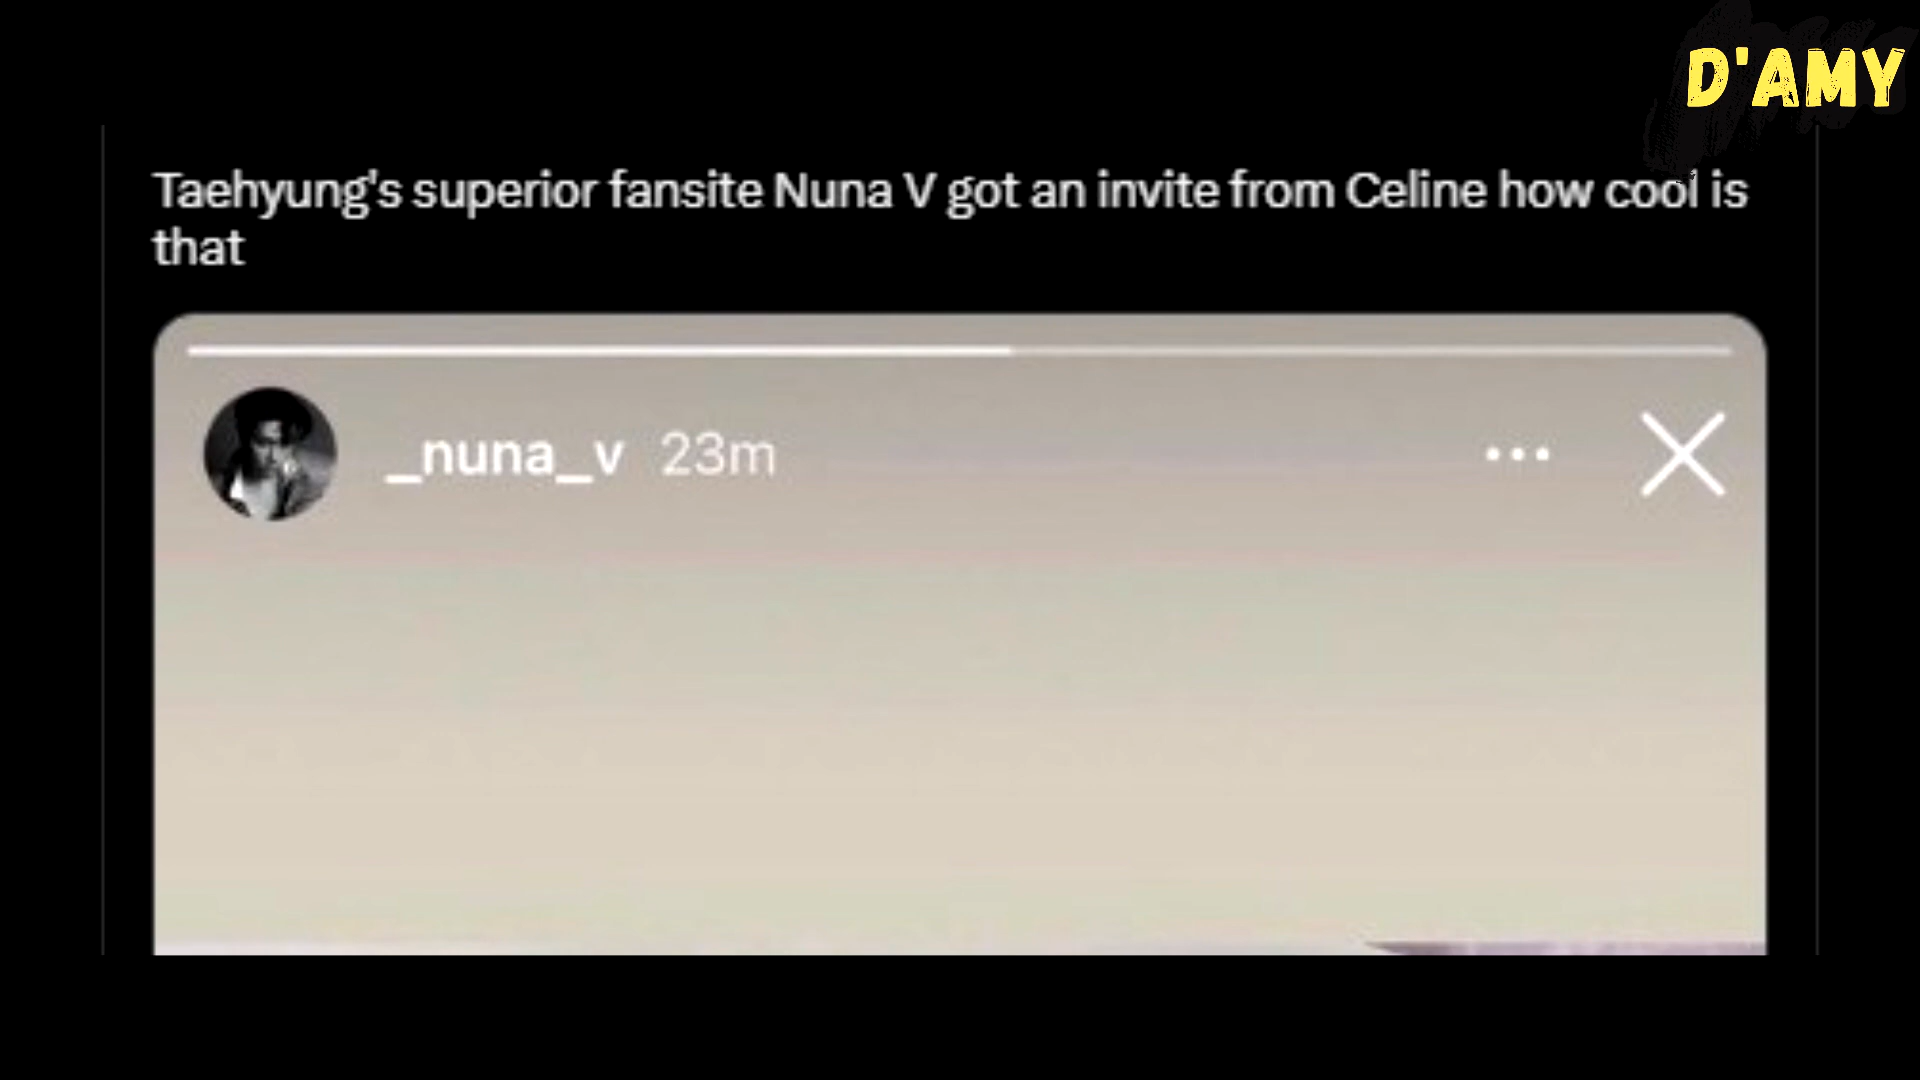 D'AMY
Taehyung's superior fansite Nuna V got an invite from Celine how cool is
that
_nuna_v 23m